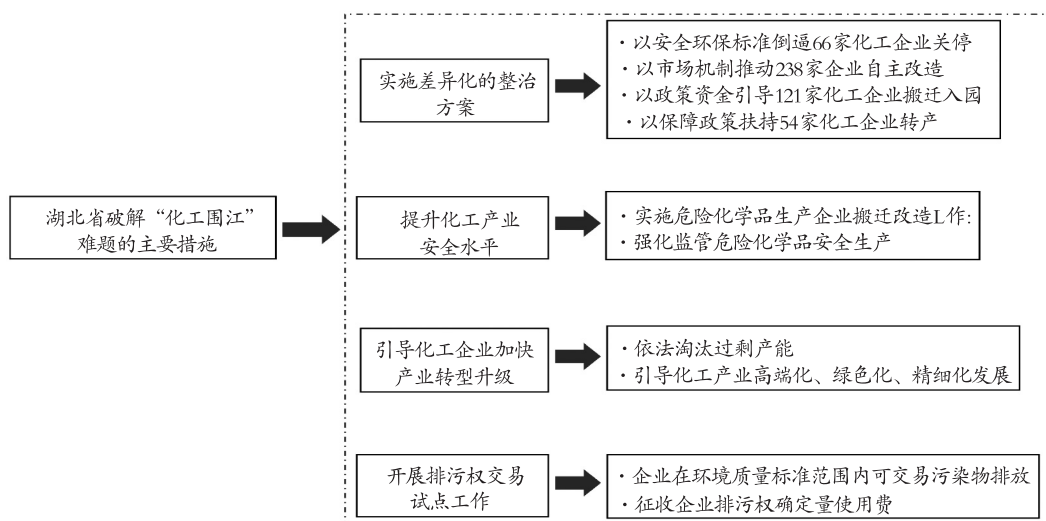 湖北省破解“化工围江”
难题的主要措施
实施差异化的整治
方案
·以安全环保标准倒逼66家化工企业关停
·以市场机制推动238家企业自主改造
·以政策资金引导121家化工企业搬迁入园
·以保障政策扶持54家化工企业转产
提升化工产业
安全水平
·实施危险化学品生产企业搬迁改造L作:
·强化监管危险化学品安全生产
引导化工企业加快
产业转型升级
·依法淘汰过剩产能
·引导化工产业高端化、绿色化、精细化发展
开展排污权交易
试点工作
·企业在环境质量标准范围内可交易污染物排放
·征收企业排污权确定量使用费